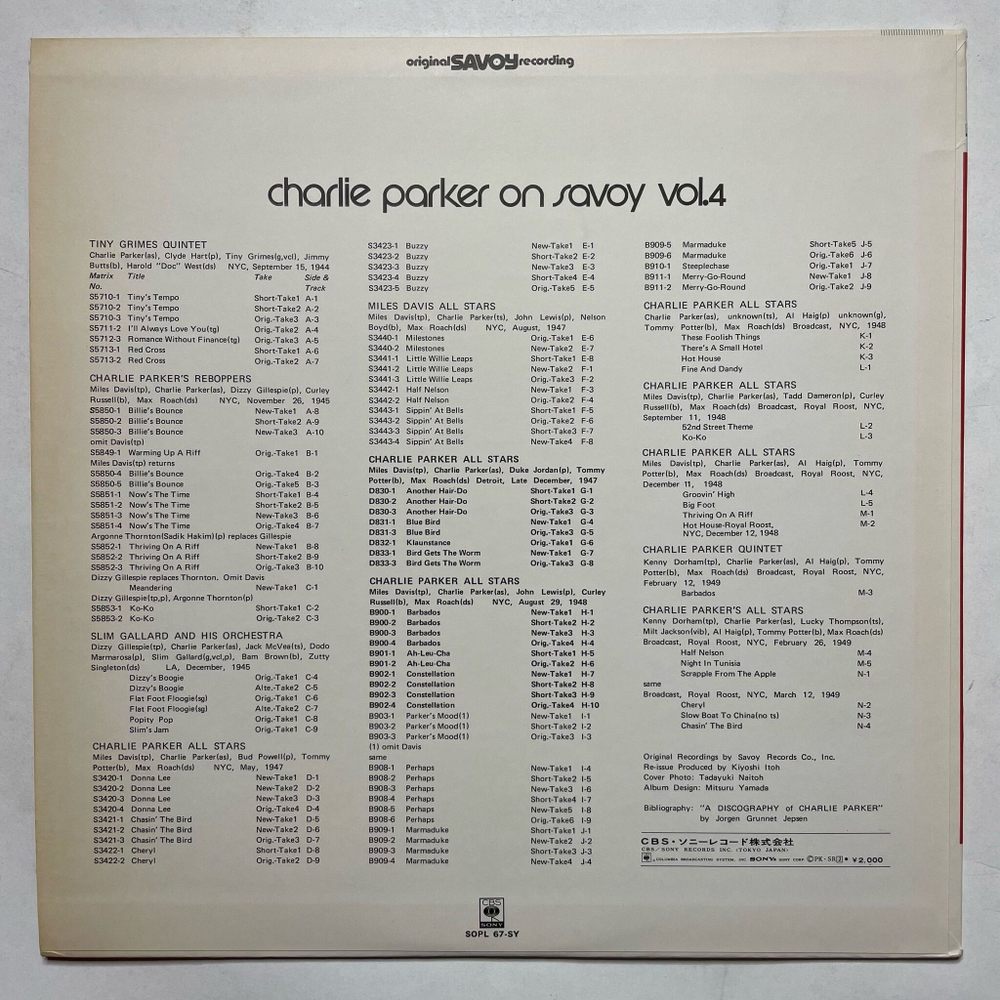 original SAVOY recording
charlie parker on savoy vol.4
TINY GRIMES QUINTET
Charlie Parker(as), Clyde Hart(p), Tiny Grimes(g,vcl), Jimmy
Butts(b), Harold "Doc" West(ds) NYC, September 15, 1944
Matrix Title Take Side &
No. Track
S5710-1 Tiny's Tempo Short-Take1 A-1
S5710-2 Tiny's Tempo Short-Take2 A-2
S5710-3 Tiny's Tempo Orig.-Take3 A-3
S5711-2 I'll Always Love You(tg) Orig.-Take2 A-4
S5712-3 Romance Without Finance(tg) Orig.-Take3 A-5
S5713-1 Red Cross Short-Take1 A-6
S5713-2 Red Cross Orig.-Take2 A-7
CHARLIE PARKER'S REBOPPERS
Miles Davis(tp), Charlie Parker(as), Dizzy Gillespie(p), Curley
Russell(b), Max Roach(ds) NYC, November 26, 1945
S5850-1 Billie's Bounce New-Take1 A-8
S5850-2 Billie's Bounce Short-Take2 A-9
S5850-3 Billie's Bounce New-Take3 A-10
omit Davis(tp)
S5849-1 Warming Up A Riff Orig.-Take1 B-1
Miles Davis(tp) returns
S5850-4 Billie's Bounce Orig.-Take4 B-2
S5850-5 Billie's Bounce Orig.-Take5 B-3
S5851-1 Now's The Time Short-Take1 B-4
S5851-2 Now's The Time Short-Take2 B-5
S5851-3 Now's The Time New-Take3 B-6
S5851-4 Now's The Time Orig.-Take4 B-7
Argonne Thornton(Sadik Hakim)(p) replaces Gillespie
S5852-1 Thriving On A Riff New-Take1 B-8
S5852-2 Thriving On A Riff Short-Take2 B-9
S5852-3 Thriving On A Riff Orig.-Take3 B-10
Dizzy Gillespie replaces Thornton. Omit Davis
Meandering New-Take1 C-1
Dizzy Gillespie(tp,p), Argonne Thornton(p)
S5853-1 Ko-Ko Short-Take1 C-2
S5853-2 Ko-Ko Orig.-Take2 C-3
SLIM GALLARD AND HIS ORCHESTRA
Dizzy Gillespie(tp), Charlie Parker(as), Jack McVea(ts), Dodo
Marmarosa(p), Slim Gallard(g,vcl,p), Bam Brown(b), Zutty
Singleton(ds) LA, December, 1945
Dizzy's Boogie Orig.-Take1 C-4
Dizzy's Boogie Alte.-Take2 C-5
Flat Foot Floogie(sg) Orig.-Take1 C-6
Flat Foot Floogie(sg) Alte.-Take2 C-7
Popity Pop Orig.-Take1 C-8
Slim's Jam Orig.-Take1 C-9
CHARLIE PARKER ALL STARS
Miles Davis(tp), Charlie Parker(as), Bud Powell(p), Tommy
Potter(b), Max Roach(ds) NYC, May, 1947
S3420-1 Donna Lee New-Take1 D-1
S3420-2 Donna Lee New-Take2 D-2
S3420-3 Donna Lee New-Take3 D-3
S3420-4 Donna Lee Orig.-Take4 D-4
S3421-1 Chasin' The Bird New-Take1 D-5
S3421-2 Chasin' The Bird New-Take2 D-6
S3421-3 Chasin' The Bird Orig.-Take3 D-7
S3422-1 Cheryl Short-Take1 D-8
S3422-2 Cheryl Orig.-Take2 D-9
S3423-1 Buzzy New-Take1 E-1
S3423-2 Buzzy Short-Take2 E-2
S3423-3 Buzzy New-Take3 E-3
S3423-4 Buzzy Short-Take4 E-4
S3423-5 Buzzy Orig.-Take5 E-5
MILES DAVIS ALL STARS
Miles Davis(tp), Charlie Parker(ts), John Lewis(p), Nelson
Boyd(b), Max Roach(ds) NYC, August, 1947
S3440-1 Milestones Orig.-Take1 E-6
S3440-2 Milestones New-Take2 E-7
S3441-1 Little Willie Leaps Short-Take1 E-8
S3441-2 Little Willie Leaps New-Take2 F-1
S3441-3 Little Willie Leaps Orig.-Take3 F-2
S3442-1 Half Nelson New-Take1 F-3
S3442-2 Half Nelson Orig.-Take2 F-4
S3443-1 Sippin' At Bells Short-Take1 F-5
S3443-2 Sippin' At Bells Orig.-Take2 F-6
S3443-3 Sippin' At Bells Short-Take3 F-7
S3443-4 Sippin' At Bells New-Take4 F-8
CHARLIE PARKER ALL STARS
Miles Davis(tp), Charlie Parker(as), Duke Jordan(p), Tommy
Potter(b), Max Roach(ds) Detroit, Late December, 1947
D830-1 Another Hair-Do Short-Take1 G-1
D830-2 Another Hair-Do Short-Take2 G-2
D830-3 Another Hair-Do Orig.-Take3 G-3
D831-1 Blue Bird New-Take1 G-4
D831-3 Blue Bird Orig.-Take3 G-5
D832-1 Klaunstance Orig.-Take1 G-6
D833-1 Bird Gets The Worm New-Take1 G-7
D833-3 Bird Gets The Worm Orig.-Take3 G-8
CHARLIE PARKER ALL STARS
Miles Davis(tp), Charlie Parker(as), John Lewis(p), Curley
Russell(b), Max Roach(ds) NYC, August 29, 1948
B900-1 Barbados New-Take1 H-1
B900-2 Barbados Short-Take2 H-2
B900-3 Barbados New-Take3 H-3
B900-4 Barbados Orig.-Take4 H-4
B901-1 Ah-Leu-Cha Short-Take1 H-5
B901-2 Ah-Leu-Cha Orig.-Take2 H-6
B902-1 Constellation New-Take1 H-7
B902-2 Constellation Short-Take2 H-8
B902-3 Constellation Short-Take3 H-9
B902-4 Constellation Orig.-Take4 H-10
B903-1 Parker's Mood(1) New-Take1 I-1
B903-2 Parker's Mood(1) Short-Take2 I-2
B903-3 Parker's Mood(1) Orig.-Take3 I-3
(1) omit Davis
same
B908-1 Perhaps New-Take1 I-4
B908-2 Perhaps Short-Take2 I-5
B908-3 Perhaps New-Take3 I-6
B908-4 Perhaps Short-Take4 I-7
B908-5 Perhaps New-Take5 I-8
B908-6 Perhaps Orig.-Take6 I-9
B909-1 Marmaduke Short-Take1 J-1
B909-2 Marmaduke New-Take2 J-2
B909-3 Marmaduke Short-Take3 J-3
B909-4 Marmaduke New-Take4 J-4
B909-5 Marmaduke Short-Take5 J-5
B909-6 Marmaduke Orig.-Take6 J-6
B910-1 Steeplechase Orig.-Take1 J-7
B911-1 Merry-Go-Round New-Take1 J-8
B911-2 Merry-Go-Round Orig.-Take2 J-9
CHARLIE PARKER ALL STARS
Charlie Parker(as), unknown(ts), Al Haig(p) unknown(g),
Tommy Potter(b), Max Roach(ds) Broadcast, NYC, 1948
These Foolish Things K-1
There's A Small Hotel K-2
Hot House K-3
Fine And Dandy L-1
CHARLIE PARKER ALL STARS
Miles Davis(tp), Charlie Parker(as), Tadd Dameron(p), Curley
Russell(b), Max Roach(ds) Broadcast, Royal Roost, NYC,
September 11, 1948
52nd Street Theme L-2
Ko-Ko L-3
CHARLIE PARKER ALL STARS
Miles Davis(tp), Charlie Parker(as), Al Haig(p), Tommy
Potter(b), Max Roach(ds) Broadcast, Royal Roost, NYC,
December 11, 1948
Groovin' High L-4
Big Foot L-5
Thriving On A Riff M-1
Hot House-Royal Roost, M-2
NYC, December 12, 1948
CHARLIE PARKER QUINTET
Kenny Dorham(tp), Charlie Parker(as), Al Haig(p), Tommy
Potter(b), Max Roach(ds) Broadcast, Royal Roost, NYC,
February 12, 1949
Barbados M-3
CHARLIE PARKER'S ALL STARS
Kenny Dorham(tp), Charlie Parker(as), Lucky Thompson(ts),
Milt Jackson(vib), Al Haig(p), Tommy Potter(b), Max Roach(ds)
Broadcast, Royal Roost, NYC, February 26, 1949
Half Nelson M-4
Night In Tunisia M-5
Scrapple From The Apple N-1
same
Broadcast, Royal Roost, NYC, March 12, 1949
Cheryl N-2
Slow Boat To China(no ts) N-3
Chasin' The Bird N-4
Original Recordings by Savoy Records Co., Inc.
Re-issue Produced by Kiyoshi Itoh
Cover Photo: Tadayuki Naitoh
Album Design: Mitsuru Yamada
Bibliography: "A DISCOGRAPHY of CHARLIE PARKER"
by Jorgen Grunnet Jepsen
CBS・ソニーレコード株式会社
CBS/SONY RECORDS INC. (TOKYO JAPAN)
COLUMBIA BROADCASTING SYSTEM, INC. SONY® SONY CORP. ⓒPK・SR[J]® ¥2,000
CBS
SONY
SOPL 67-SY